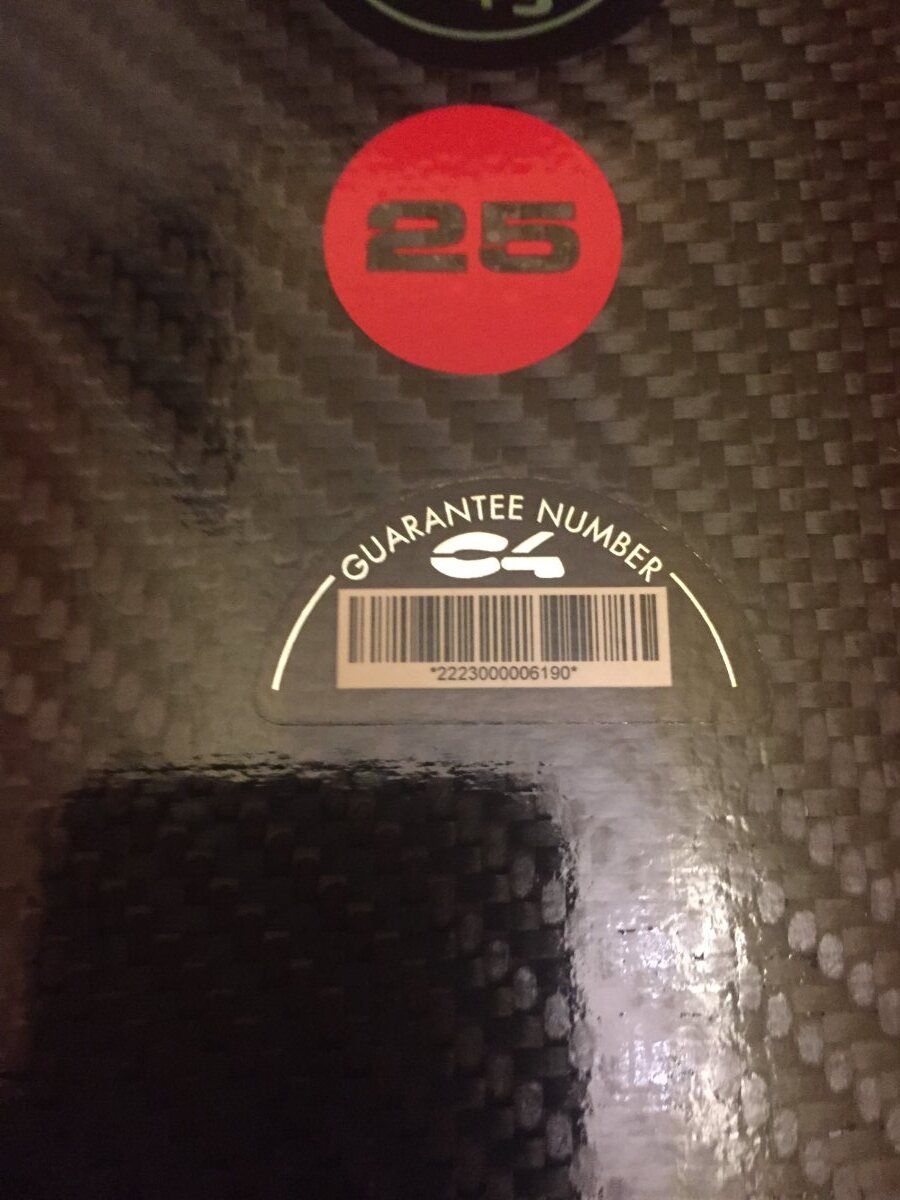 25
GUARANTEE NUMBER
C4
*2223000006190*